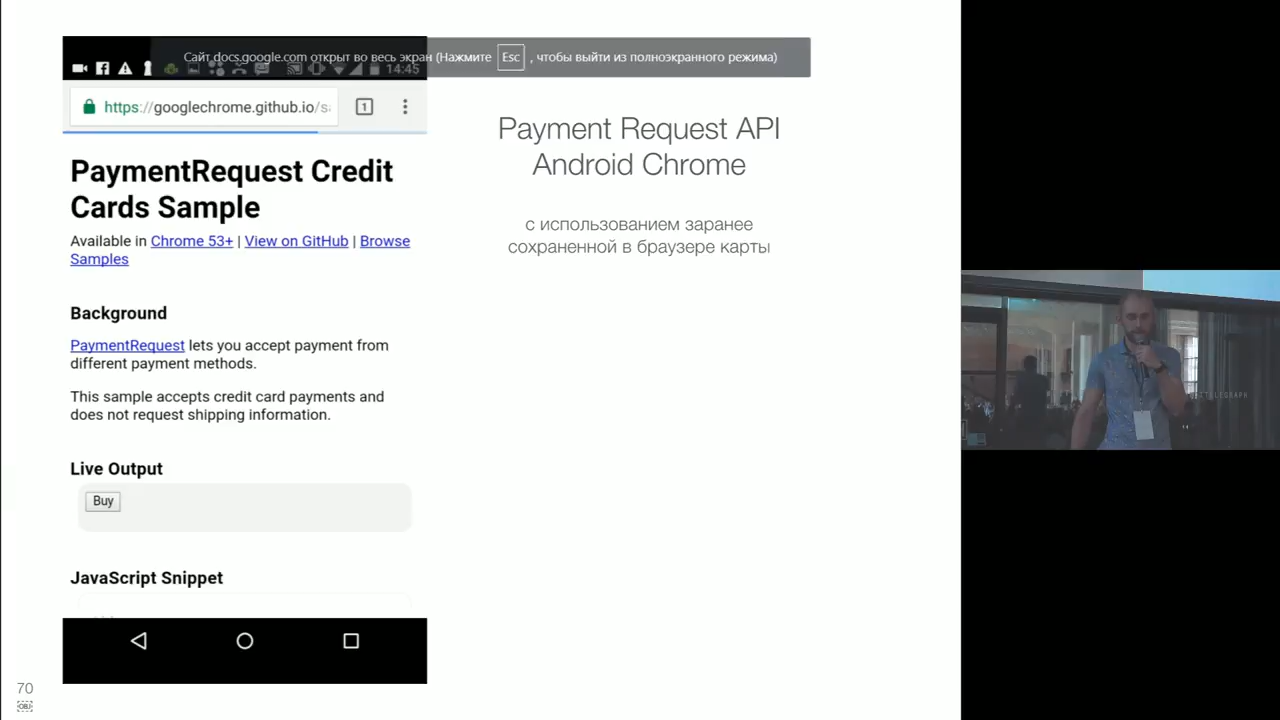 Сайт docs.google.com открыт во весь экран (Нажмите Esc , чтобы выйти из полноэкранного режима)
14:45
https://googlechrome.github.io/s
1
PaymentRequest Credit
Cards Sample
Available in Chrome 53+ | View on GitHub | Browse
Samples
Background
PaymentRequest lets you accept payment from
different payment methods.
This sample accepts credit card payments and
does not request shipping information.
Live Output
Buy
JavaScript Snippet
Payment Request API
Android Chrome
с использованием заранее
сохраненной в браузере карты
70
OBJ